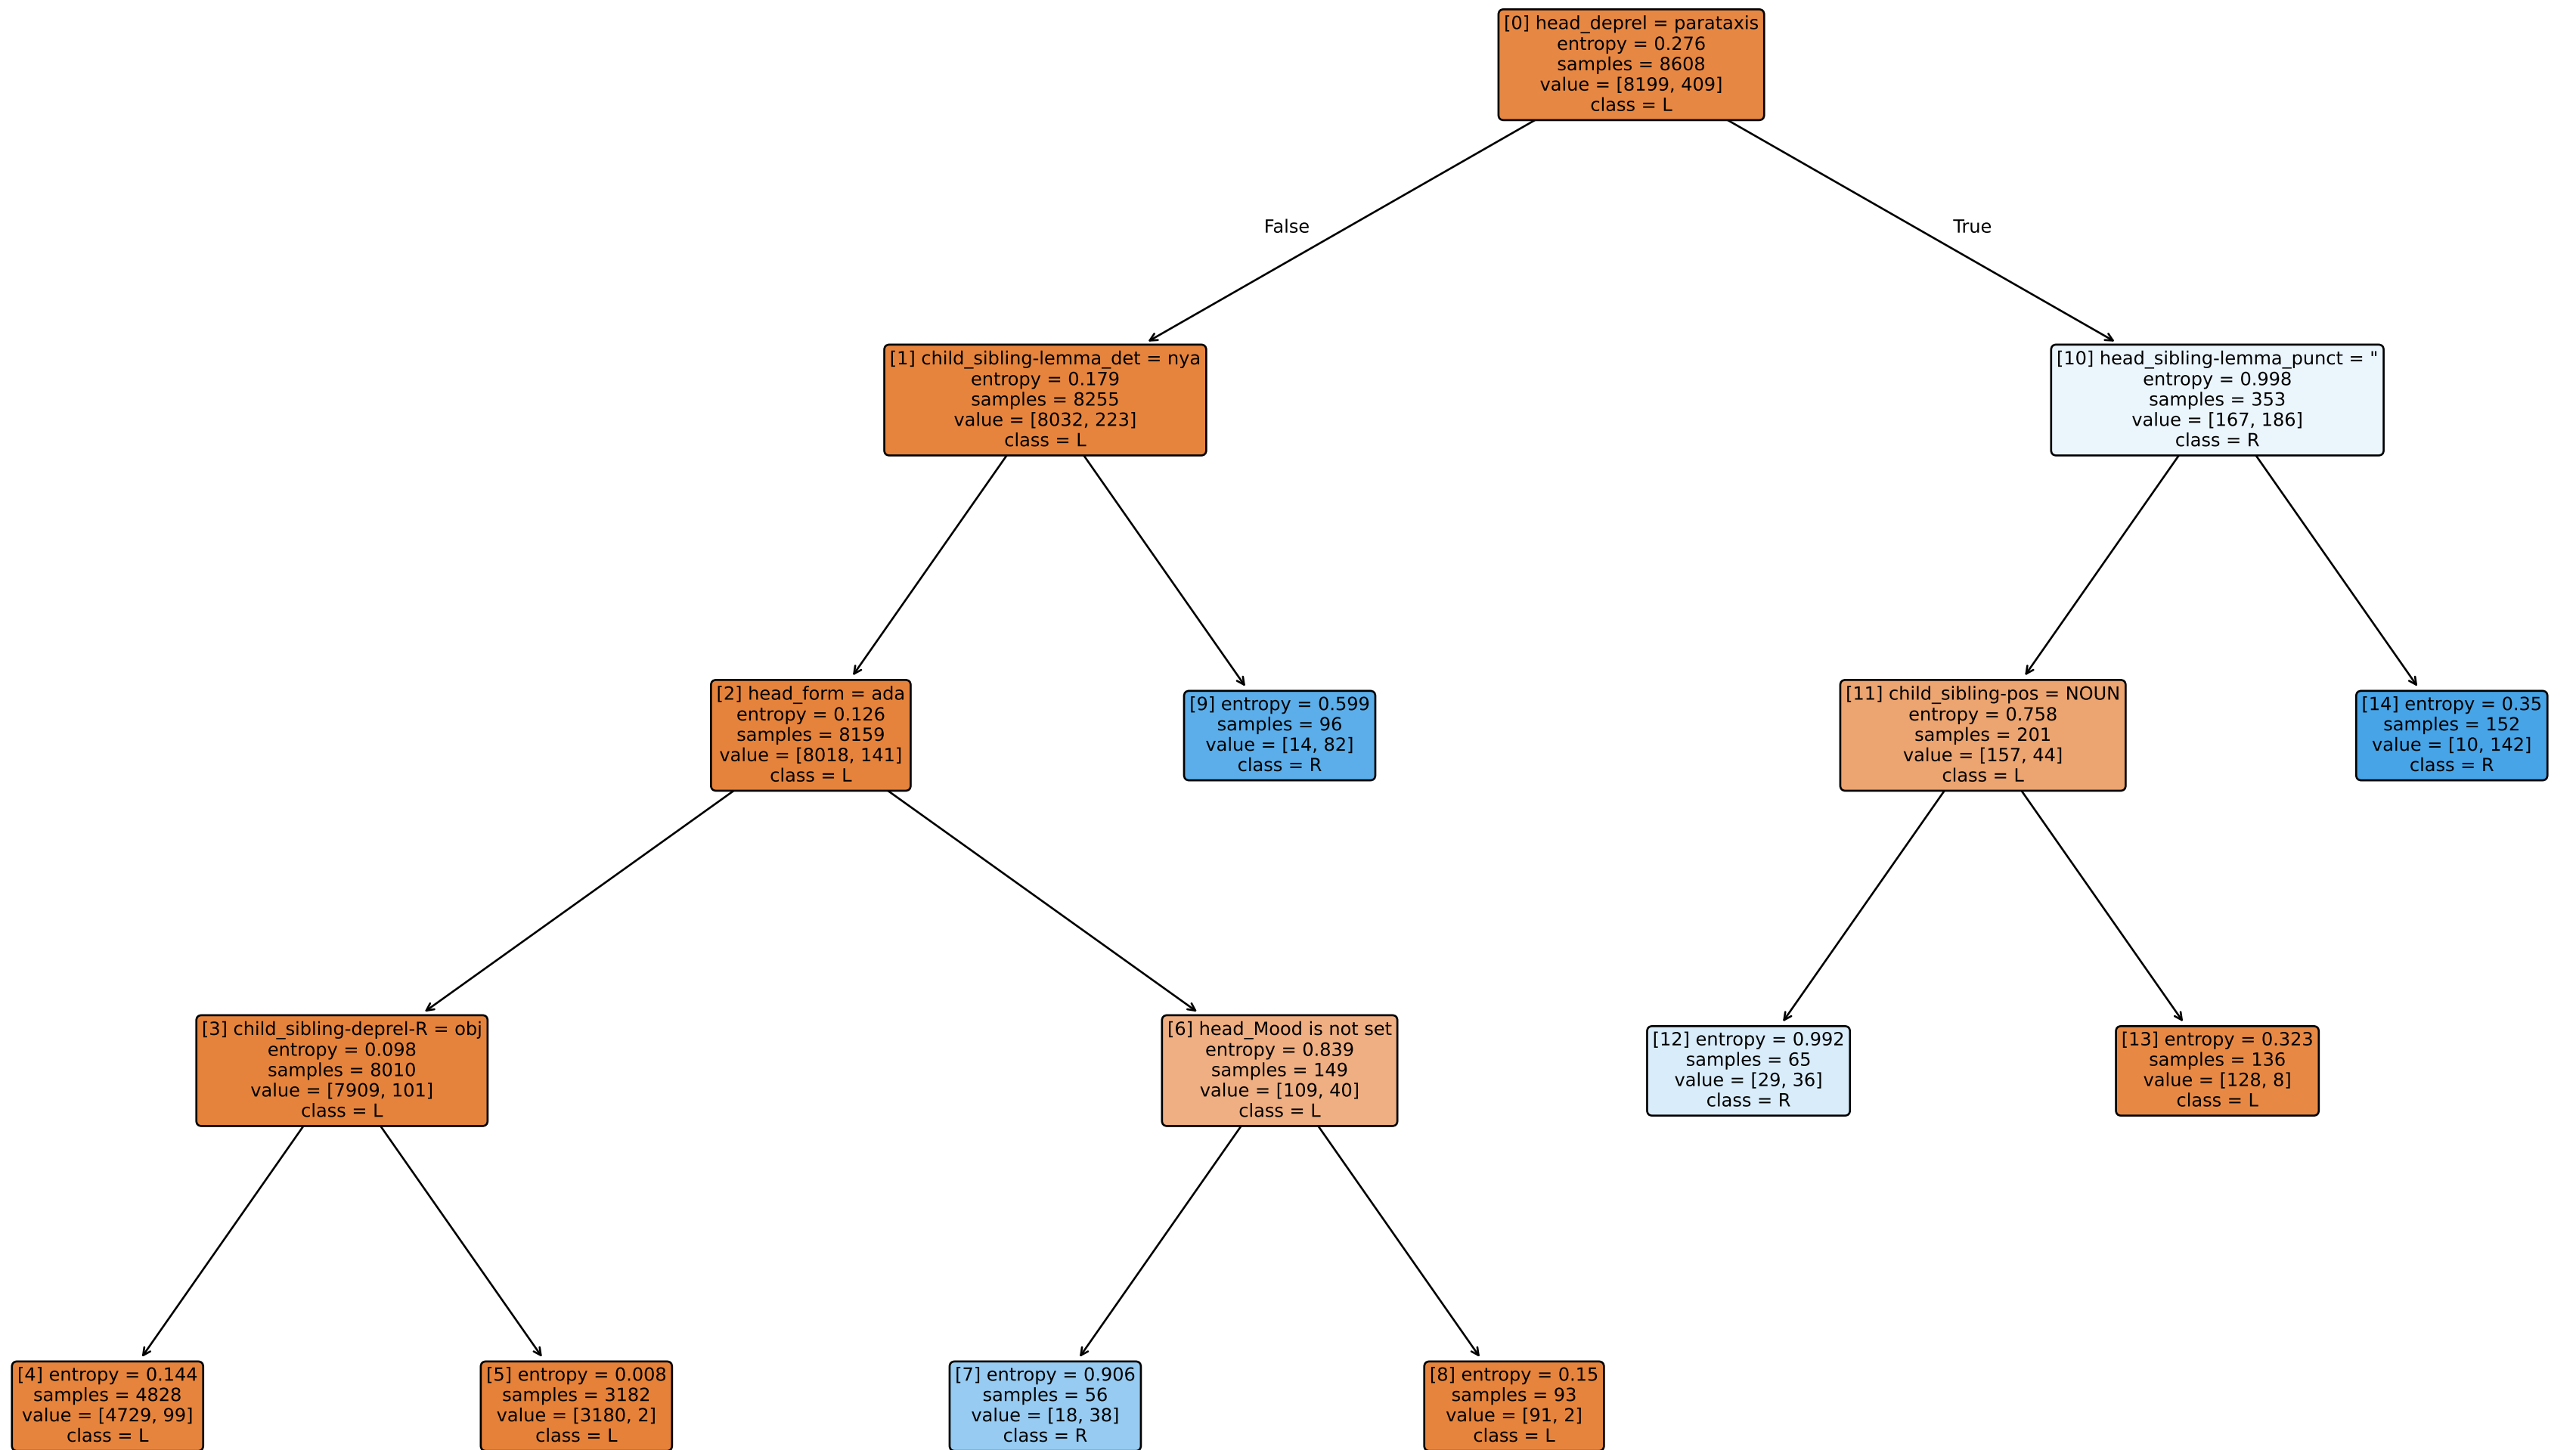 [0] head_deprel = parataxis
entropy = 0.276
samples = 8608
value = [8199, 409]
class = L
False
True
[1] child_sibling-lemma_det = nya
entropy = 0.179
samples = 8255
value = [8032, 223]
class = L
[10] head_sibling-lemma_punct = "
entropy = 0.998
samples = 353
value = [167, 186]
class = R
[2] head_form = ada
entropy = 0.126
samples = 8159
value = [8018, 141]
class = L
[9] entropy = 0.599
samples = 96
value = [14, 82]
class = R
[11] child_sibling-pos = NOUN
entropy = 0.758
samples = 201
value = [157, 44]
class = L
[14] entropy = 0.35
samples = 152
value = [10, 142]
class = R
[3] child_sibling-deprel-R = obj
entropy = 0.098
samples = 8010
value = [7909, 101]
class = L
[6] head_Mood is not set
entropy = 0.839
samples = 149
value = [109, 40]
class = L
[12] entropy = 0.992
samples = 65
value = [29, 36]
class = R
[13] entropy = 0.323
samples = 136
value = [128, 8]
class = L
[4] entropy = 0.144
samples = 4828
value = [4729, 99]
class = L
[5] entropy = 0.008
samples = 3182
value = [3180, 2]
class = L
[7] entropy = 0.906
samples = 56
value = [18, 38]
class = R
[8] entropy = 0.15
samples = 93
value = [91, 2]
class = L